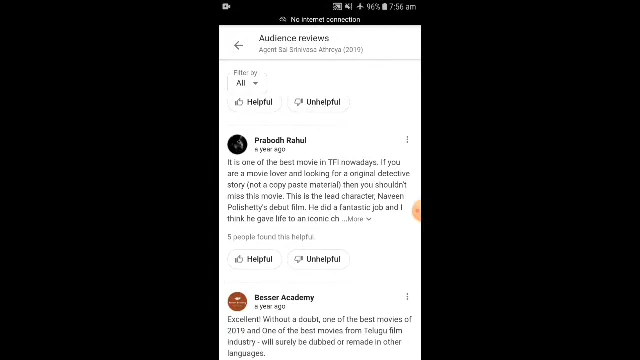 96% 7:56 am
No internet connection
Audience reviews
Agent Sai Srinivasa Athreya (2019)
Filter by
All
Helpful Unhelpful
Prabodh Rahul
a year ago
It is one of the best movie in TFI nowadays. If you
are a movie lover and looking for a original detective
story (not a copy paste material) then you shouldn't
miss this movie. This is the lead character, Naveen
Polishetty's debut film. He did a fantastic job and I
think he gave life to an iconic ch ...More
5 people found this helpful.
Helpful Unhelpful
Besser Academy
a year ago
Excellent! Without a doubt, one of the best movies of
2019 and One of the best movies from Telugu film
industry - will surely be dubbed or remade in other
languages.